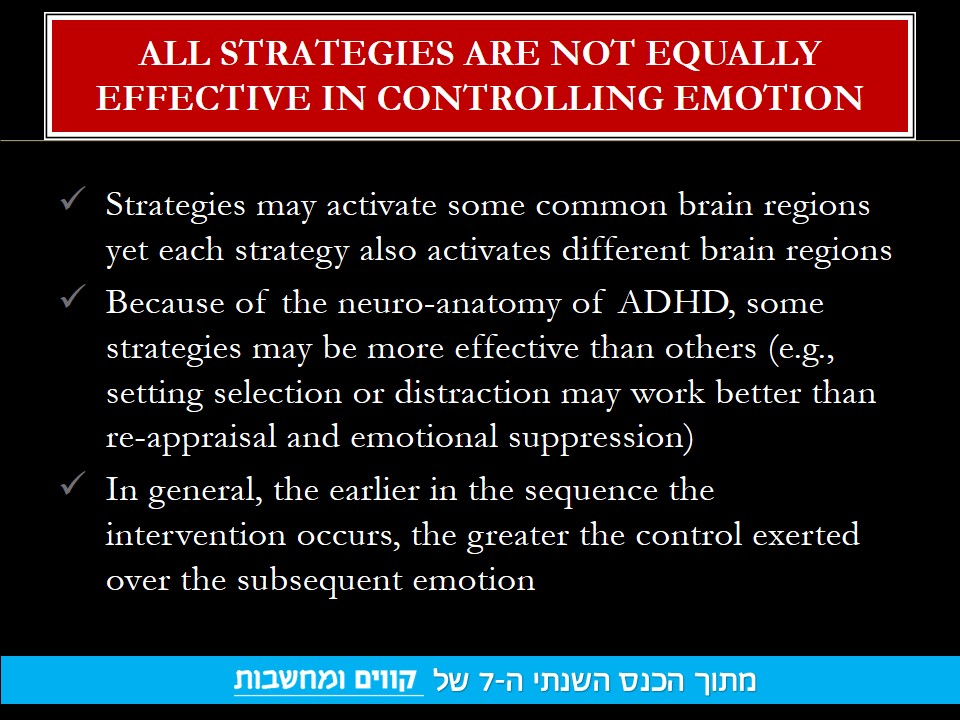 ALL STRATEGIES ARE NOT EQUALLY
EFFECTIVE IN CONTROLLING EMOTION
✓ Strategies may activate some common brain regions
yet each strategy also activates different brain regions
✓ Because of the neuro-anatomy of ADHD, some
strategies may be more effective than others (e.g.,
setting selection or distraction may work better than
re-appraisal and emotional suppression)
✓ In general, the earlier in the sequence the
intervention occurs, the greater the control exerted
over the subsequent emotion
מתוך הכנס השנתי ה-7 של קווים ומחשבות